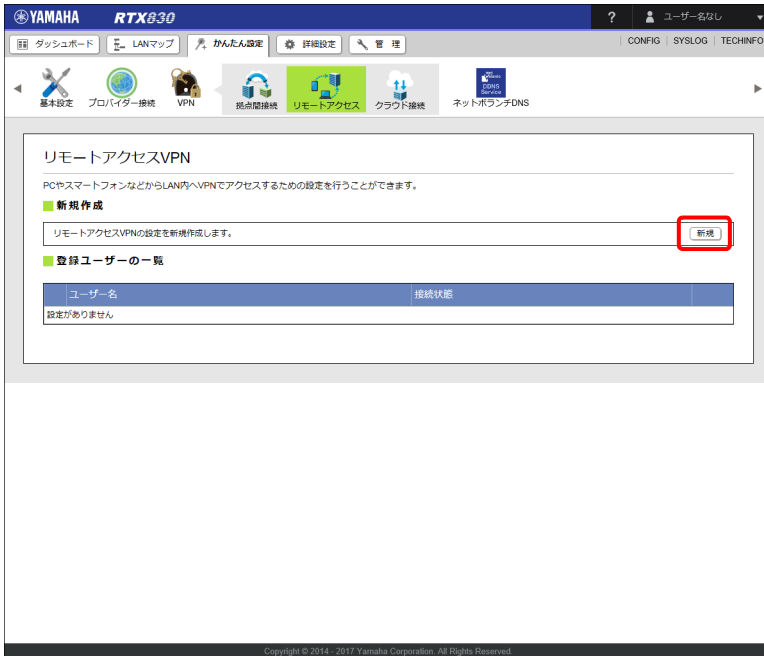 YAMAHA RTX830 ? ユーザー名なし
ダッシュボード LANマップ かんたん設定 詳細設定 管 理 CONFIG SYSLOG TECHINFO
基本設定 プロバイダー接続 VPN 拠点間接続 リモートアクセス クラウド接続 ネットボランチDNS
DDNS
Service
リモートアクセスVPN
PCやスマートフォンなどからLAN内へVPNでアクセスするための設定を行うことができます。
新規作成
リモートアクセスVPNの設定を新規作成します。 新規
登録ユーザーの一覧
ユーザー名 接続状態
設定がありません
Copyright © 2014 - 2017 Yamaha Corporation. All Rights Reserved.